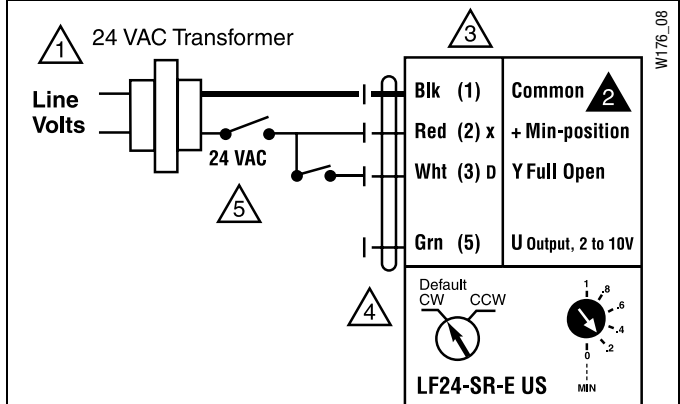 W176_08
1 24 VAC Transformer
3
Line
Volts
Blk (1) Common 2
Red (2) x + Min-position
24 VAC
Wht (3) D Y Full Open
5
Grn (5) U Output, 2 to 10V
4
Default
CW CCW
1
.8
.6
.4
.2
0
LF24-SR-E US
MIN